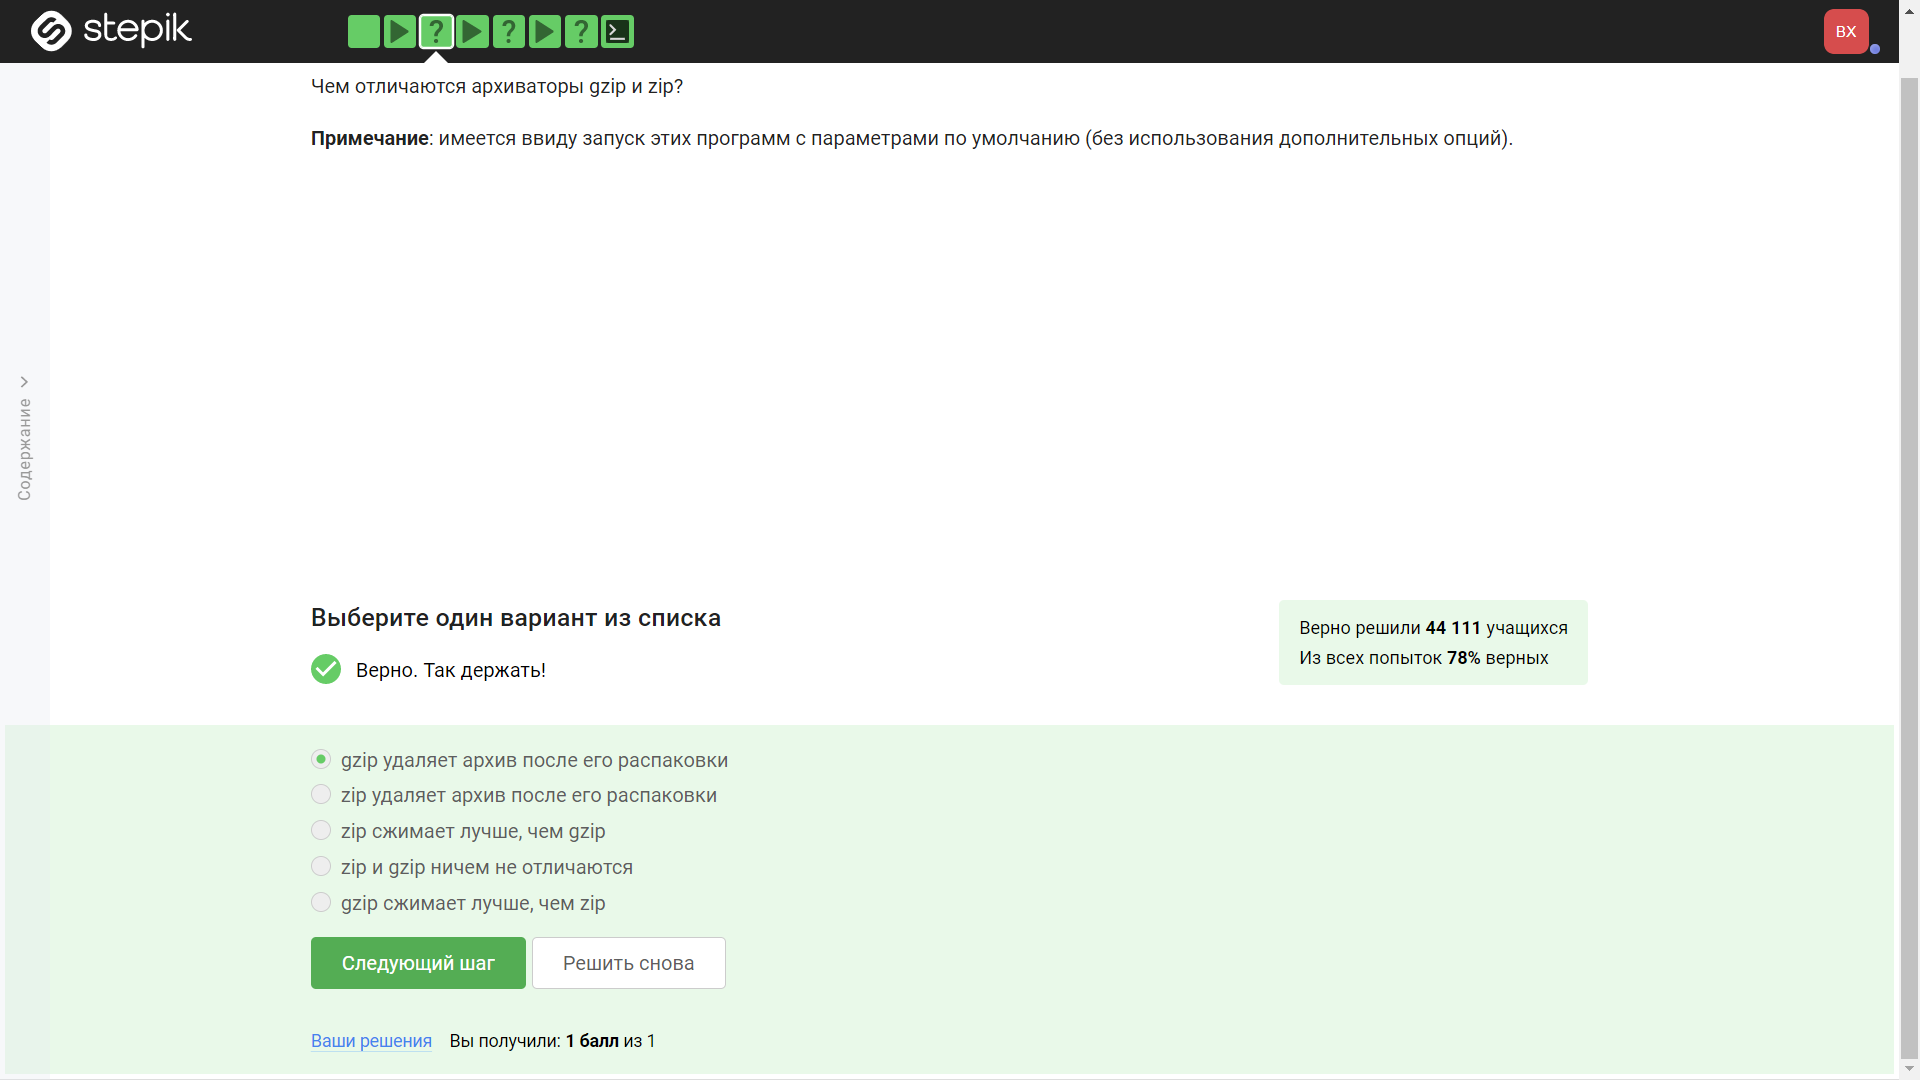 stepik
? ? ?
ВХ
Содержание
Чем отличаются архиваторы gzip и zip?
Примечание: имеется ввиду запуск этих программ с параметрами по умолчанию (без использования дополнительных опций).
Выберите один вариант из списка
Верно решили 44 111 учащихся
Из всех попыток 78% верных
Верно. Так держать!
gzip удаляет архив после его распаковки
zip удаляет архив после его распаковки
zip сжимает лучше, чем gzip
zip и gzip ничем не отличаются
gzip сжимает лучше, чем zip
Следующий шаг
Решить снова
Ваши решения Вы получили: 1 балл из 1